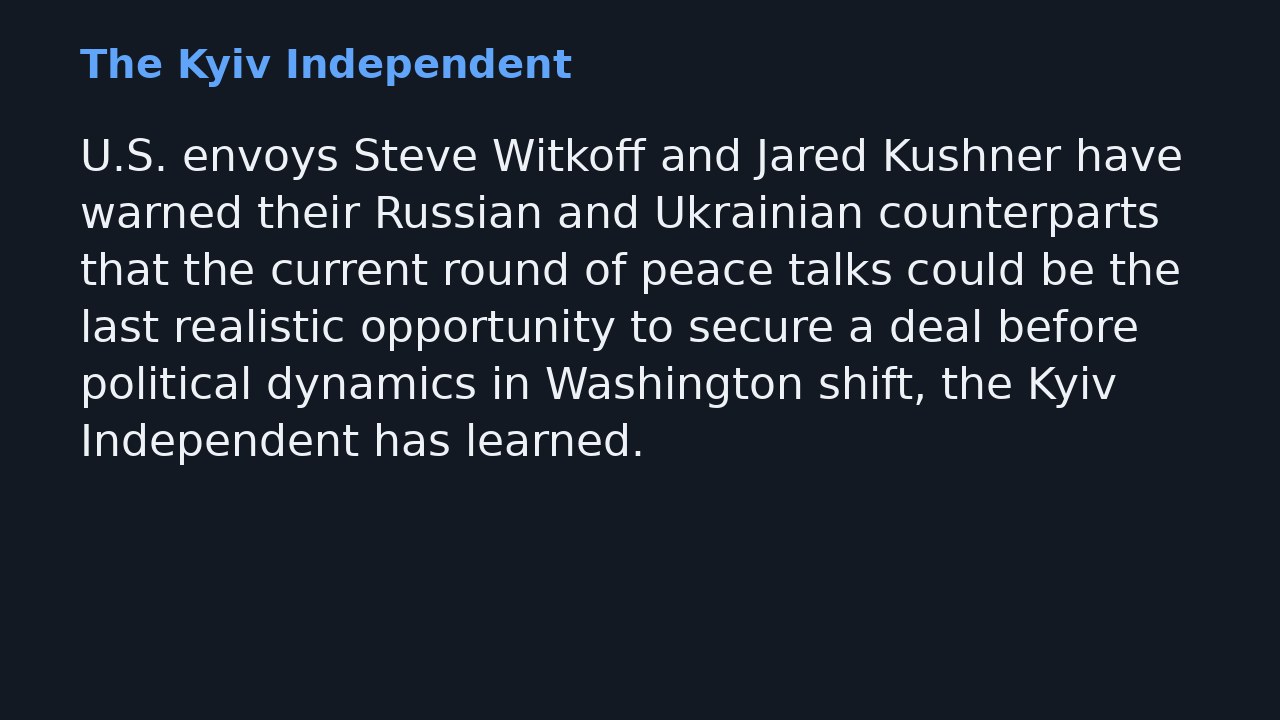 The Kyiv Independent
U.S. envoys Steve Witkoff and Jared Kushner have
warned their Russian and Ukrainian counterparts
that the current round of peace talks could be the
last realistic opportunity to secure a deal before
political dynamics in Washington shift, the Kyiv
Independent has learned.